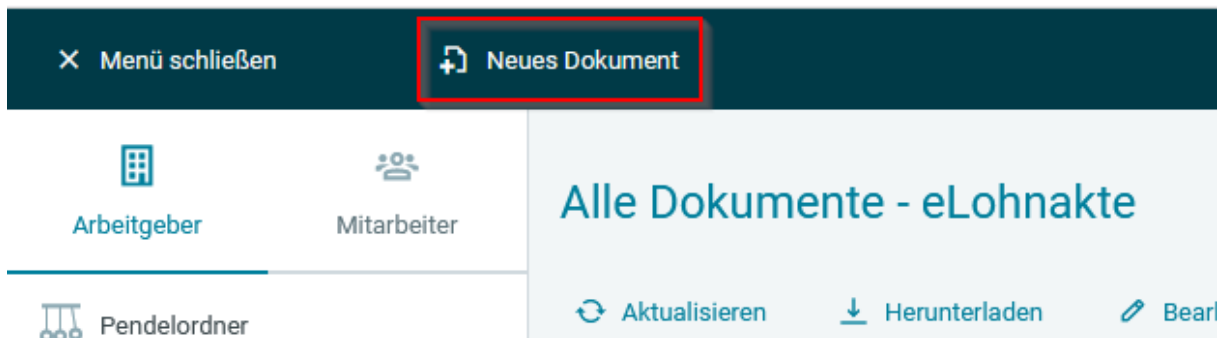 Menü schließen
Neues Dokument
Arbeitgeber
Mitarbeiter
Alle Dokumente - eLohnakte
Pendelordner
Aktualisieren
Herunterladen